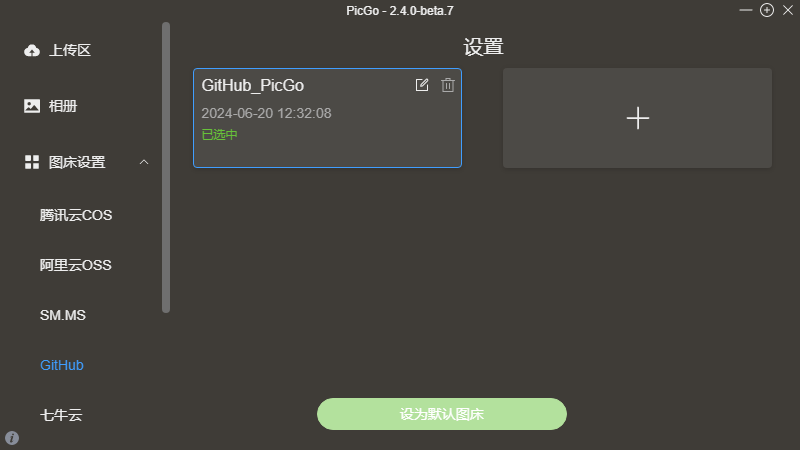 PicGo - 2.4.0-beta.7
上传区
相册
图床设置
腾讯云COS
阿里云OSS
SM.MS
GitHub
七牛云
设置
GitHub_PicGo
2024-06-20 12:32:08
已选中
设为默认图床